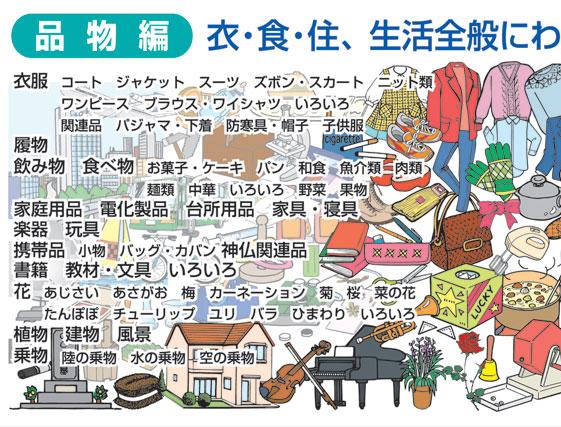 品物編 衣・食・住、生活全般にわ
衣服 コート ジャケット スーツ ズボン・スカート ニット類
ワンピース ブラウス・ワイシャツ いろいろ
関連品 パジャマ・下着 防寒具・帽子 子供服
cigarette
履物
飲み物 食べ物 お菓子・ケーキ パン 和食 魚介類 肉類
麺類 中華 いろいろ 野菜 果物
家庭用品 電化製品 台所用品 家具・寝具
楽器 玩具
携帯品 小物 バッグ・カバン 神仏関連品
書籍 教材・文具 いろいろ
花 あじさい あさがお 梅 カーネーション 菊 桜 菜の花
たんぽぽ チューリップ ユリ バラ ひまわり いろいろ
LUCKY
植物 建物 風景
乗物 陸の乗物 水の乗物 空の乗物